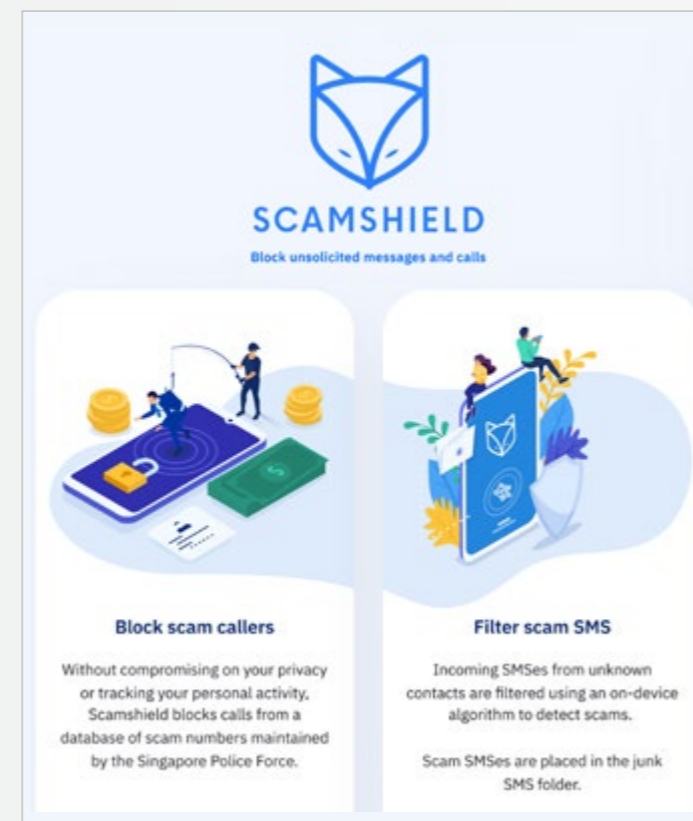 SCAMSHIELD
Block unsolicited messages and calls
Block scam callers
Without compromising on your privacy
or tracking your personal activity,
Scamshield blocks calls from a
database of scam numbers maintained
by the Singapore Police Force.
Filter scam SMS
Incoming SMSes from unknown
contacts are filtered using an on-device
algorithm to detect scams.
Scam SMSes are placed in the junk
SMS folder.